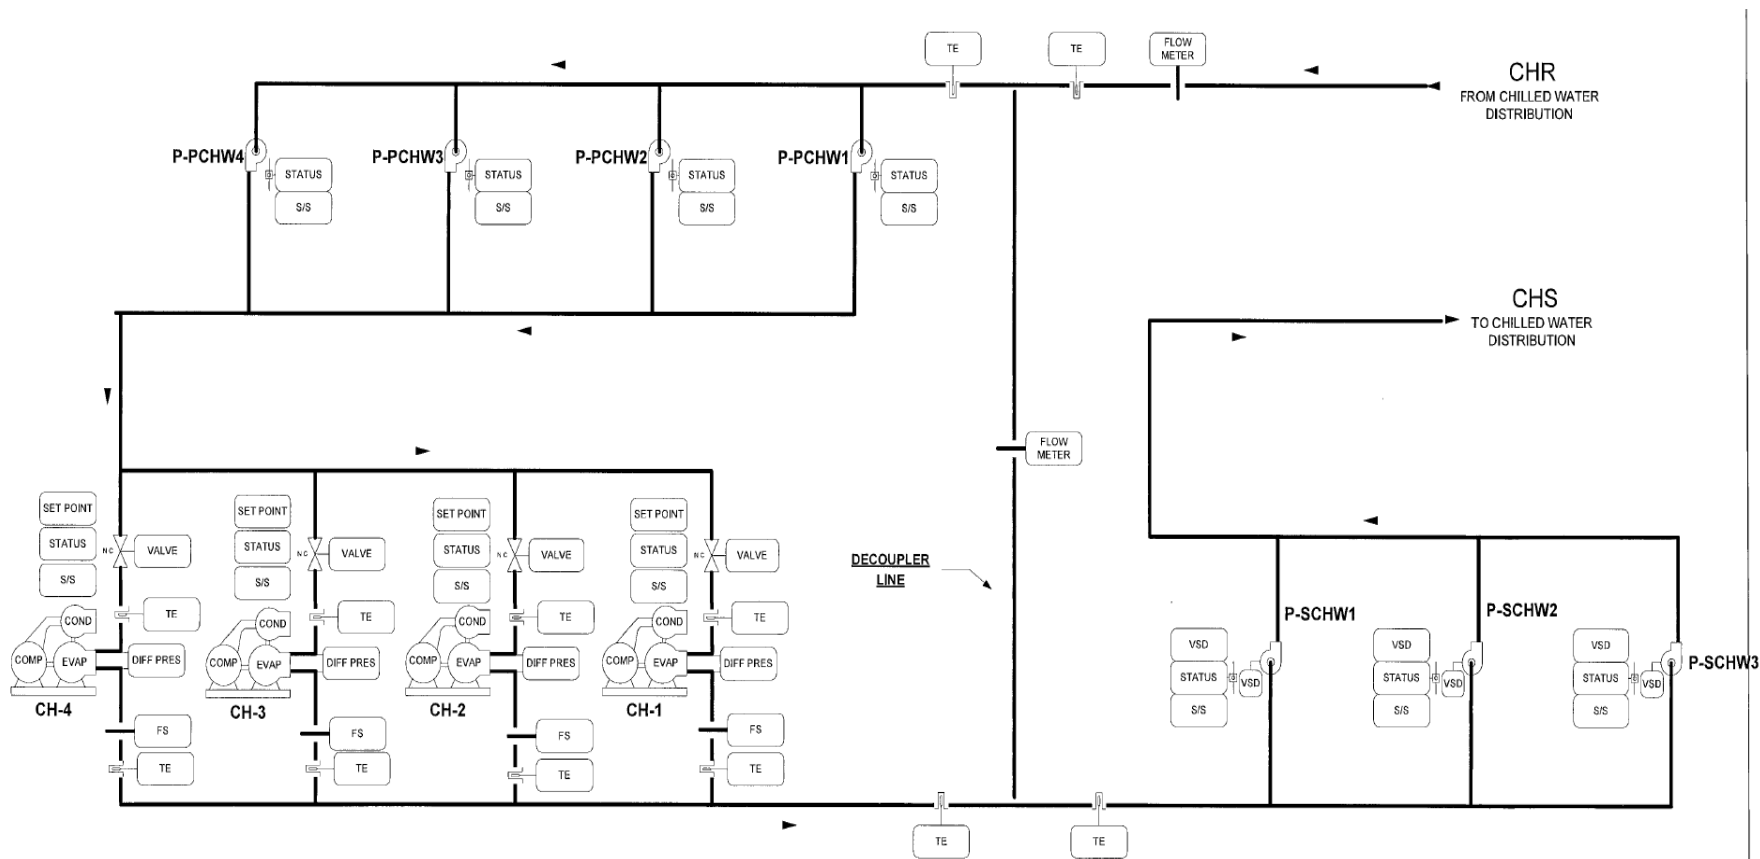 TE
TE
FLOW
METER
CHR
FROM CHILLED WATER
DISTRIBUTION
P-PCHW4
STATUS
S/S
P-PCHW3
STATUS
S/S
P-PCHW2
STATUS
S/S
P-PCHW1
STATUS
S/S
CHS
TO CHILLED WATER
DISTRIBUTION
FLOW
METER
SET POINT
STATUS
S/S
NC
VALVE
TE
COND
COMP
EVAP
DIFF PRES
CH-4
FS
TE
SET POINT
STATUS
S/S
NC
VALVE
TE
COND
COMP
EVAP
DIFF PRES
CH-3
FS
TE
SET POINT
STATUS
S/S
NC
VALVE
TE
COND
COMP
EVAP
DIFF PRES
CH-2
FS
TE
SET POINT
STATUS
S/S
NC
VALVE
TE
COND
COMP
EVAP
DIFF PRES
CH-1
FS
TE
DECOUPLER
LINE
P-SCHW1
VSD
STATUS
S/S
VSD
P-SCHW2
VSD
STATUS
S/S
VSD
P-SCHW3
VSD
STATUS
S/S
VSD
TE
TE